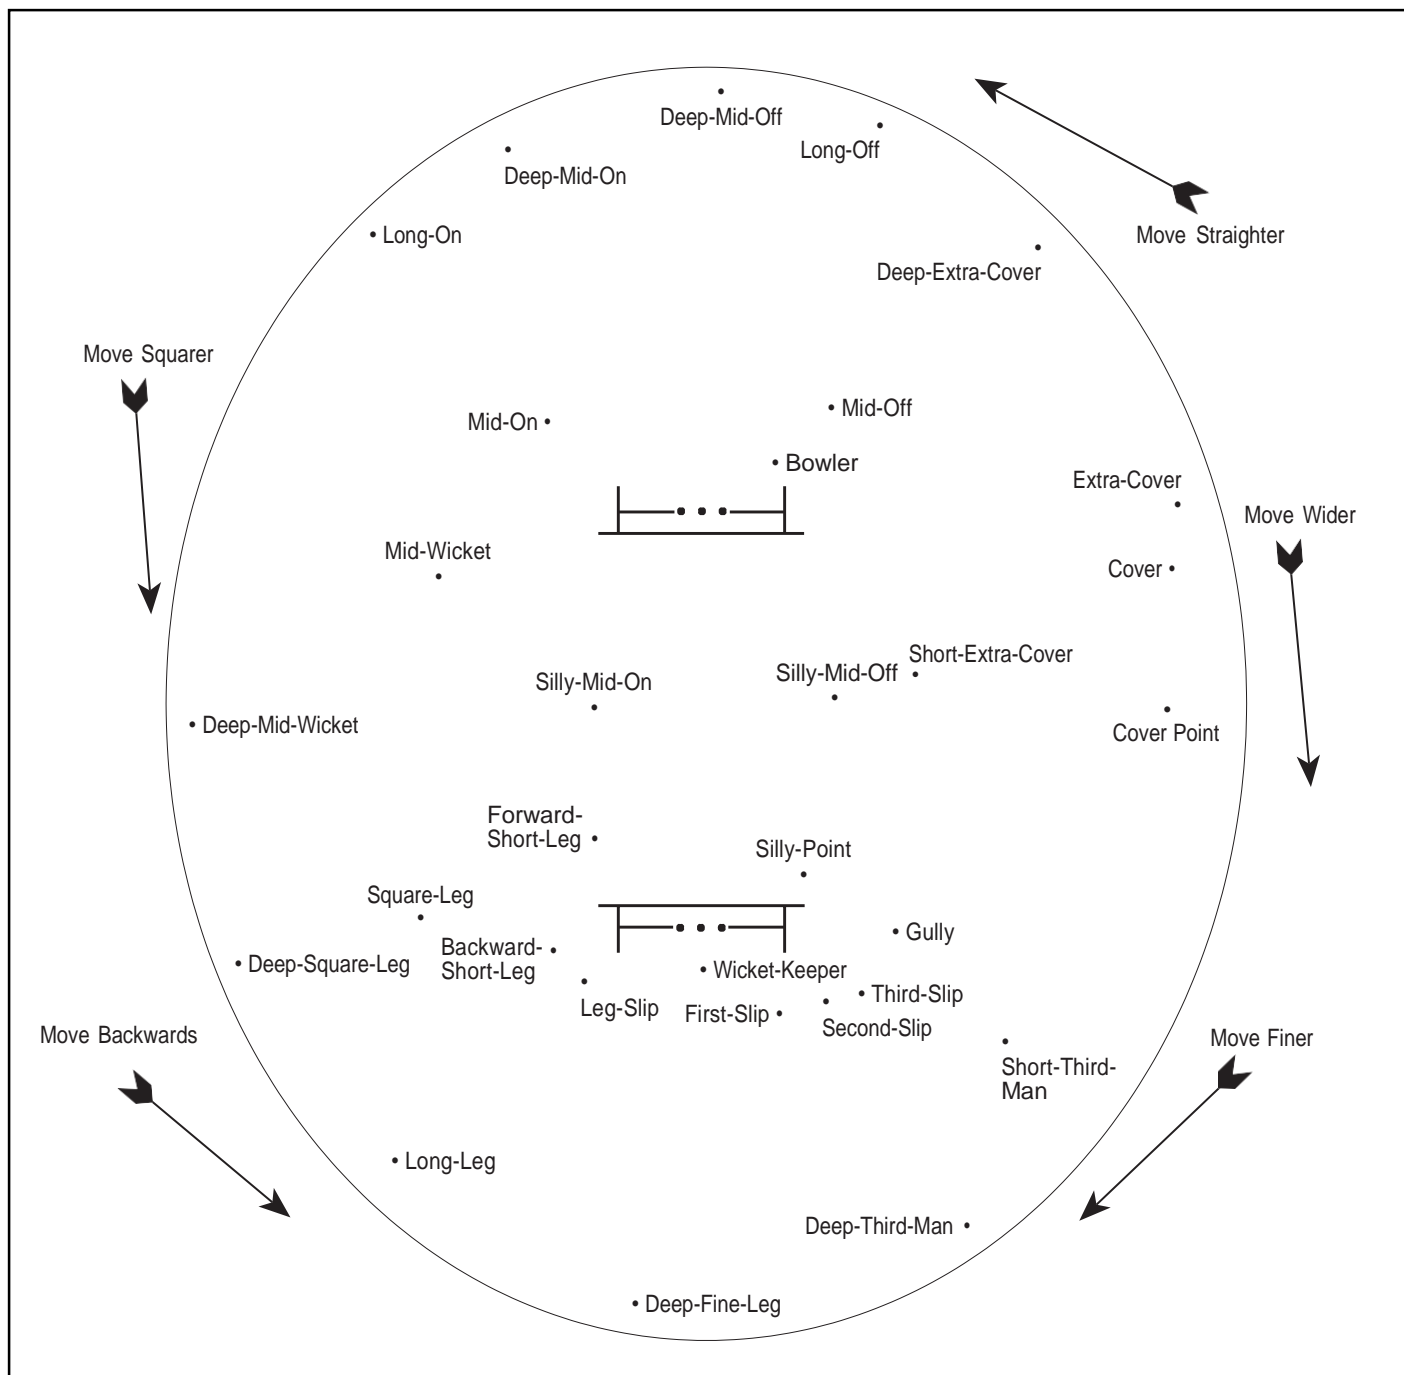 Deep-Mid-Off
Long-Off
Deep-Mid-On
Long-On
Move Straighter
Deep-Extra-Cover
Move Squarer
Mid-On
Mid-Off
Bowler
Extra-Cover
Move Wider
Mid-Wicket
Cover
Short-Extra-Cover
Silly-Mid-On
Silly-Mid-Off
Deep-Mid-Wicket
Cover Point
Forward-
Short-Leg
Silly-Point
Square-Leg
Gully
Backward-
Short-Leg
Deep-Square-Leg
Wicket-Keeper
Third-Slip
Leg-Slip
First-Slip
Second-Slip
Move Backwards
Move Finer
Short-Third-
Man
Long-Leg
Deep-Third-Man
Deep-Fine-Leg